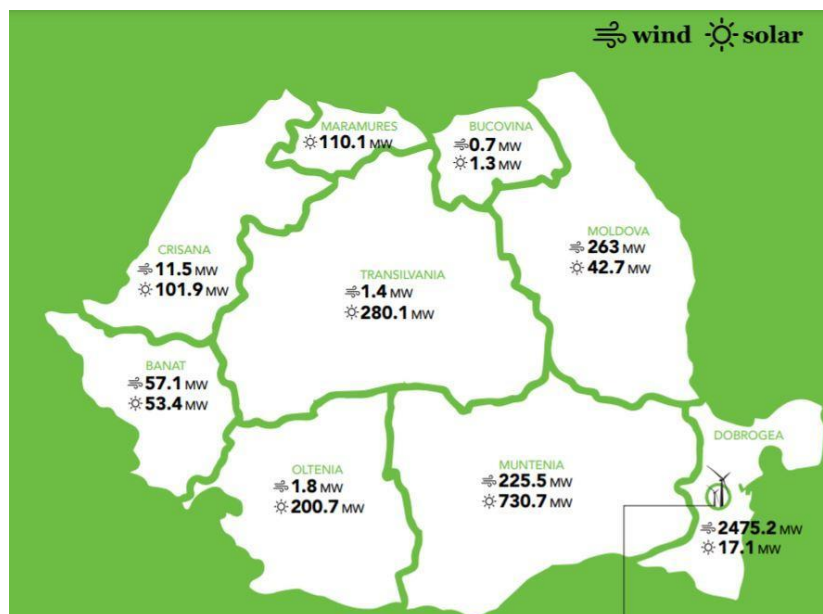 wind solar
MARAMURES
110.1 MW
BUCOVINA
0.7 MW
1.3 MW
MOLDOVA
263 MW
42.7 MW
CRISANA
11.5 MW
101.9 MW
TRANSILVANIA
1.4 MW
280.1 MW
BANAT
57.1 MW
53.4 MW
DOBROGEA
2475.2 MW
17.1 MW
OLTENIA
1.8 MW
200.7 MW
MUNTENIA
225.5 MW
730.7 MW